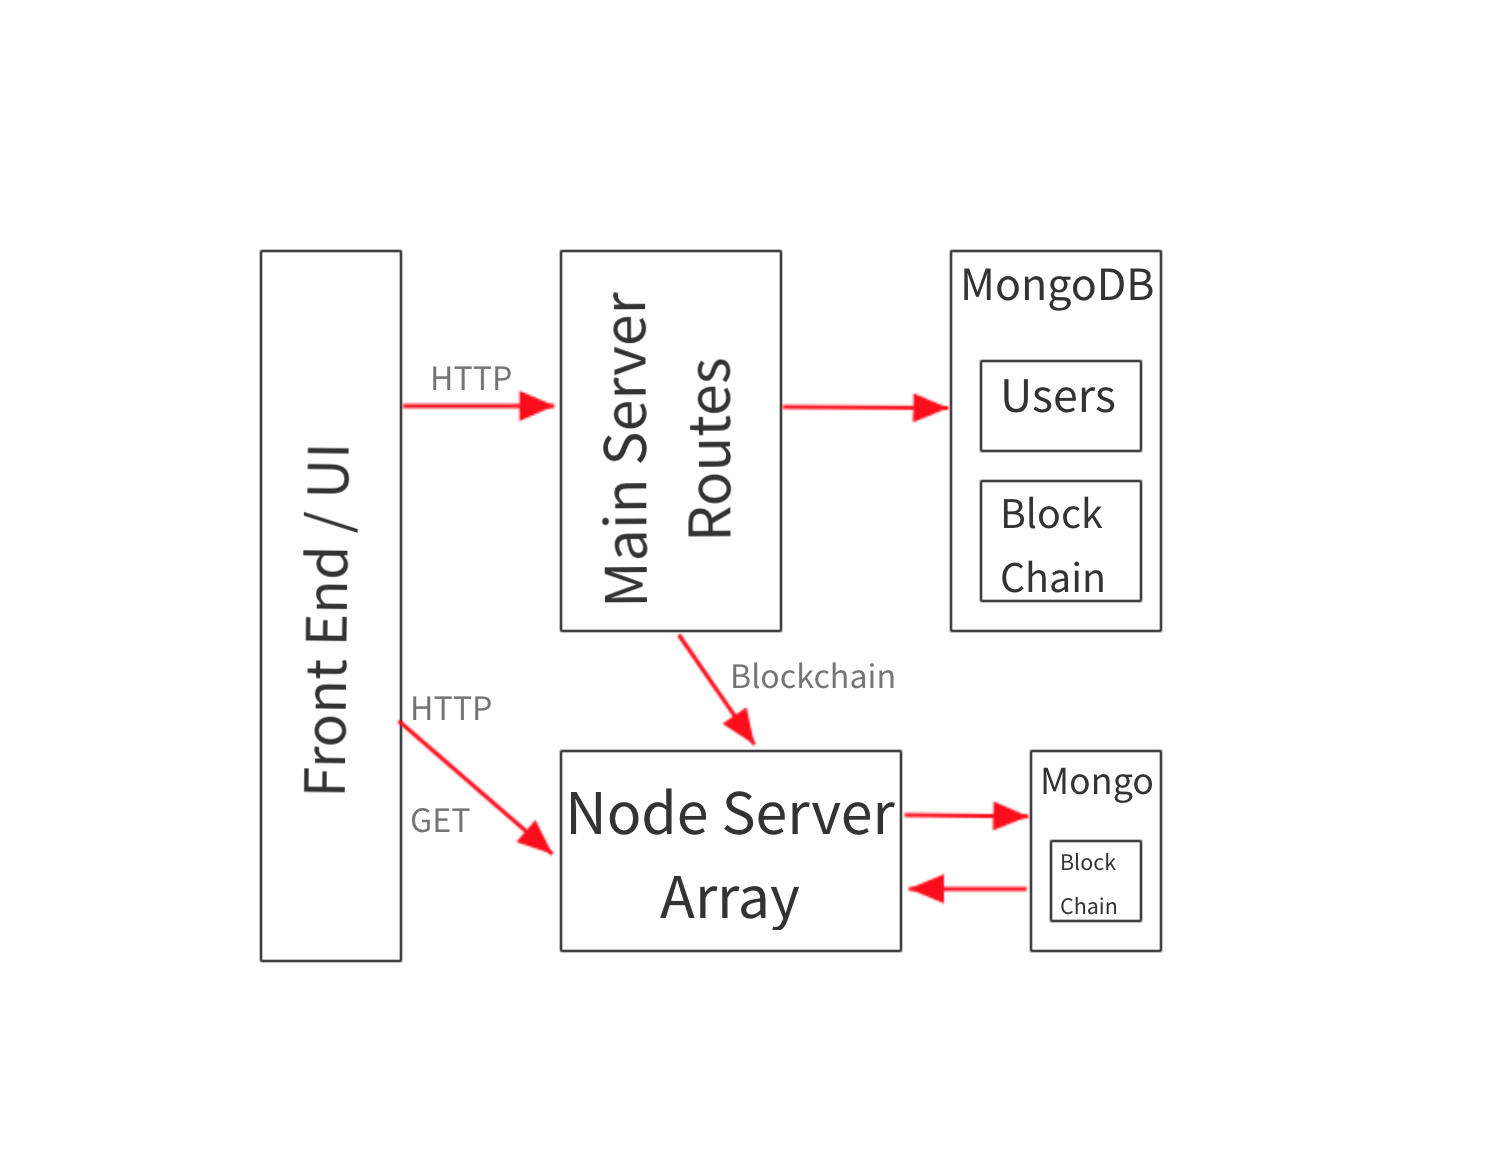 Front End / UI
HTTP
Main Server
Routes
MongoDB
Users
Block
Chain
HTTP
GET
Blockchain
Node Server
Array
Mongo
Block
Chain